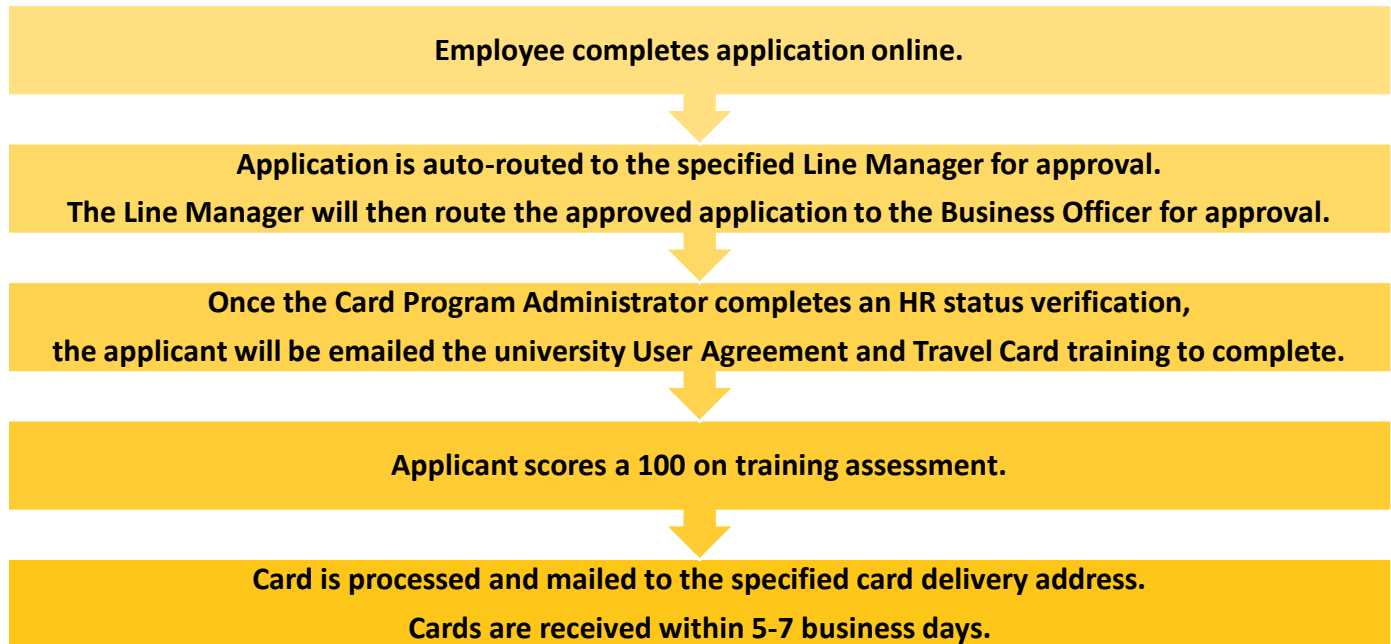 Employee completes application online.
Application is auto-routed to the specified Line Manager for approval.
The Line Manager will then route the approved application to the Business Officer for approval.
Once the Card Program Administrator completes an HR status verification,
the applicant will be emailed the university User Agreement and Travel Card training to complete.
Applicant scores a 100 on training assessment.
Card is processed and mailed to the specified card delivery address.
Cards are received within 5-7 business days.